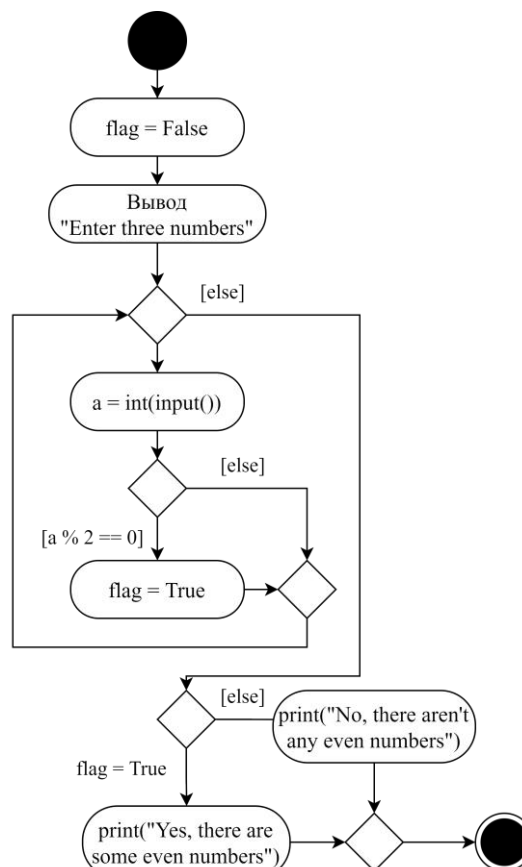 flag = False
Вывод
"Enter three numbers"
[else]
a = int(input())
[else]
[a % 2 == 0]
flag = True
[else]
print("No, there aren't
any even numbers")
flag = True
print("Yes, there are
some even numbers")